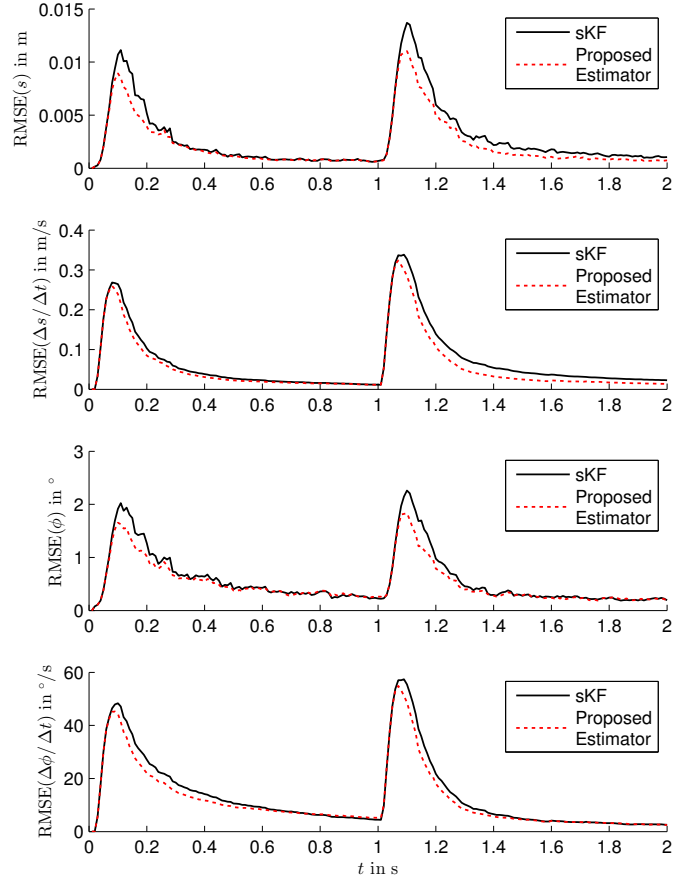 0.015
0.01
0.005
0
RMSE(s) in m
sKF
Proposed
Estimator
0 0.2 0.4 0.6 0.8 1 1.2 1.4 1.6 1.8 2
0.4
0.3
0.2
0.1
0
RMSE(Δs/Δt) in m/s
sKF
Proposed
Estimator
0 0.2 0.4 0.6 0.8 1 1.2 1.4 1.6 1.8 2
3
2
1
0
RMSE(ϕ) in °
sKF
Proposed
Estimator
0 0.2 0.4 0.6 0.8 1 1.2 1.4 1.6 1.8 2
60
40
20
0
RMSE(Δϕ/Δt) in °/s
sKF
Proposed
Estimator
0 0.2 0.4 0.6 0.8 1 1.2 1.4 1.6 1.8 2
t in s